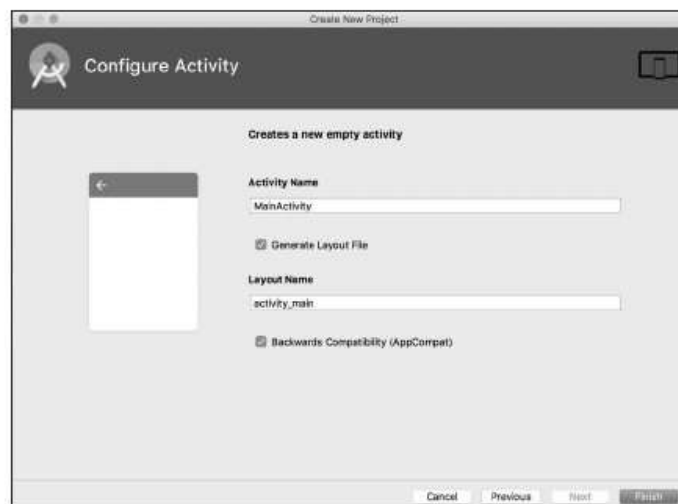 Create New Project
Configure Activity
Creates a new empty activity
Activity Name
MainActivity
Generate Layout File
Layout Name
activity_main
Backwards Compatibility (AppCompat)
Cancel Previous Next Finish